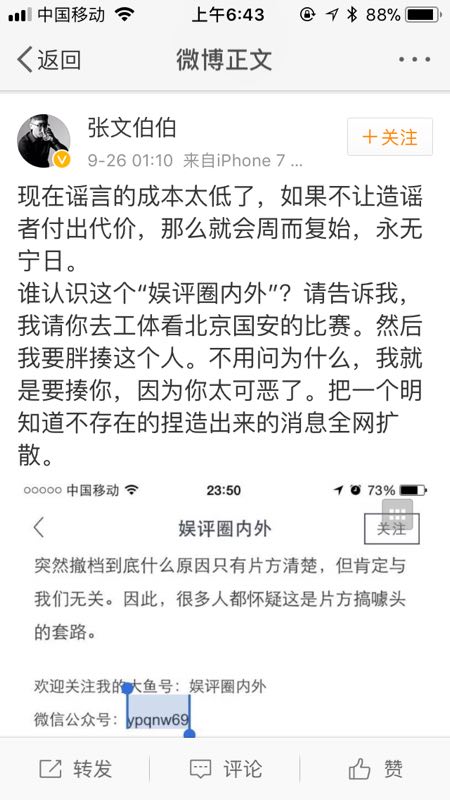 中国移动 上午6:43 88%
返回 微博正文
张文伯伯
+关注
9-26 01:10 来自iPhone 7 ...
现在谣言的成本太低了，如果不让造谣
者付出代价，那么就会周而复始，永无
宁日。
谁认识这个“娱评圈内外”？请告诉我，
我请你去工体看北京国安的比赛。然后
我要胖揍这个人。不用问为什么，我就
是要揍你，因为你太可恶了。把一个明
知道不存在的捏造出来的消息全网扩
散。
中国移动 23:50 73%
娱评圈内外 关注
突然撤档到底什么原因只有片方清楚，但肯定与
我们无关。因此，很多人都怀疑这是片方搞噱头
的套路。
欢迎关注我的大鱼号：娱评圈内外
微信公众号：ypqnw69
转发 评论 赞